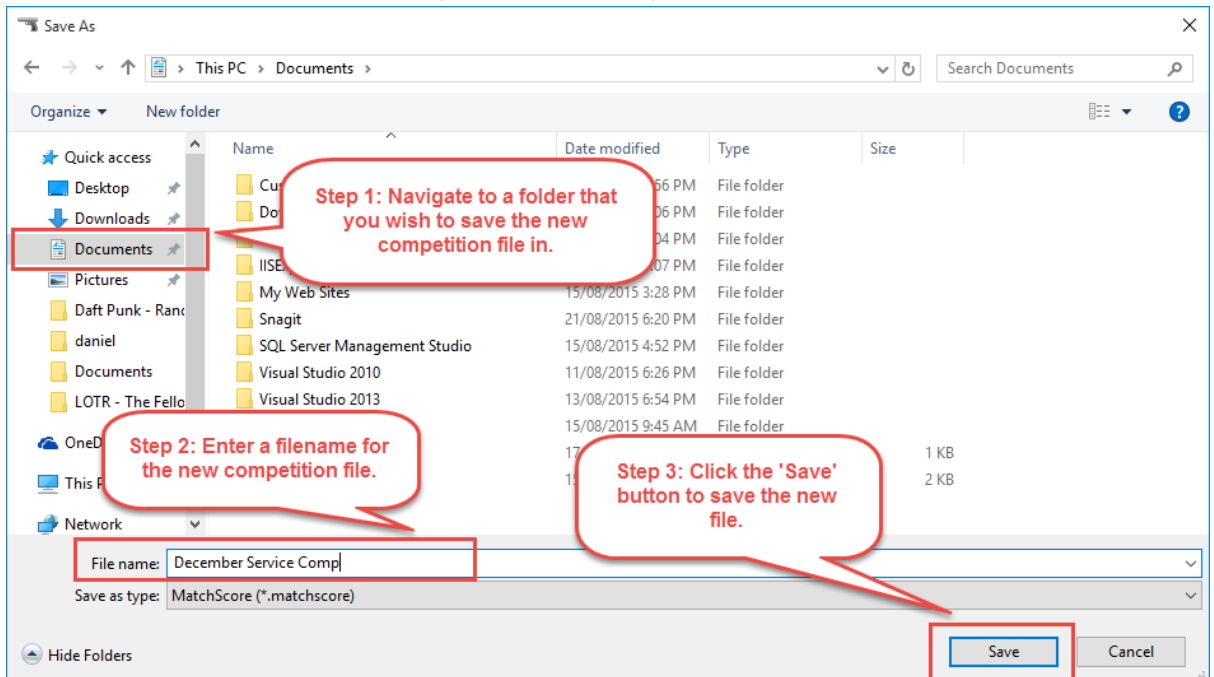 Save As
This PC > Documents >
Search Documents
Organize
New folder
Name
Date modified
Type
Size
Quick access
Desktop
Downloads
Documents
Pictures
Daft Punk - Ranc
daniel
Documents
LOTR - The Fello
OneD
This P
Network
Step 1: Navigate to a folder that
you wish to save the new
competition file in.
Cu
56 PM File folder
Do
06 PM File folder
04 PM File folder
IISE
07 PM File folder
My Web Sites 15/08/2015 3:28 PM File folder
Snagit 21/08/2015 6:20 PM File folder
SQL Server Management Studio 15/08/2015 4:52 PM File folder
Visual Studio 2010 11/08/2015 6:26 PM File folder
Visual Studio 2013 13/08/2015 6:54 PM File folder
15/08/2015 9:45 AM File folder
17
1 KB
2 KB
Step 2: Enter a filename for
the new competition file.
Step 3: Click the 'Save'
button to save the new
file.
File name: December Service Comp
Save as type: MatchScore (*.matchscore)
Hide Folders
Save
Cancel